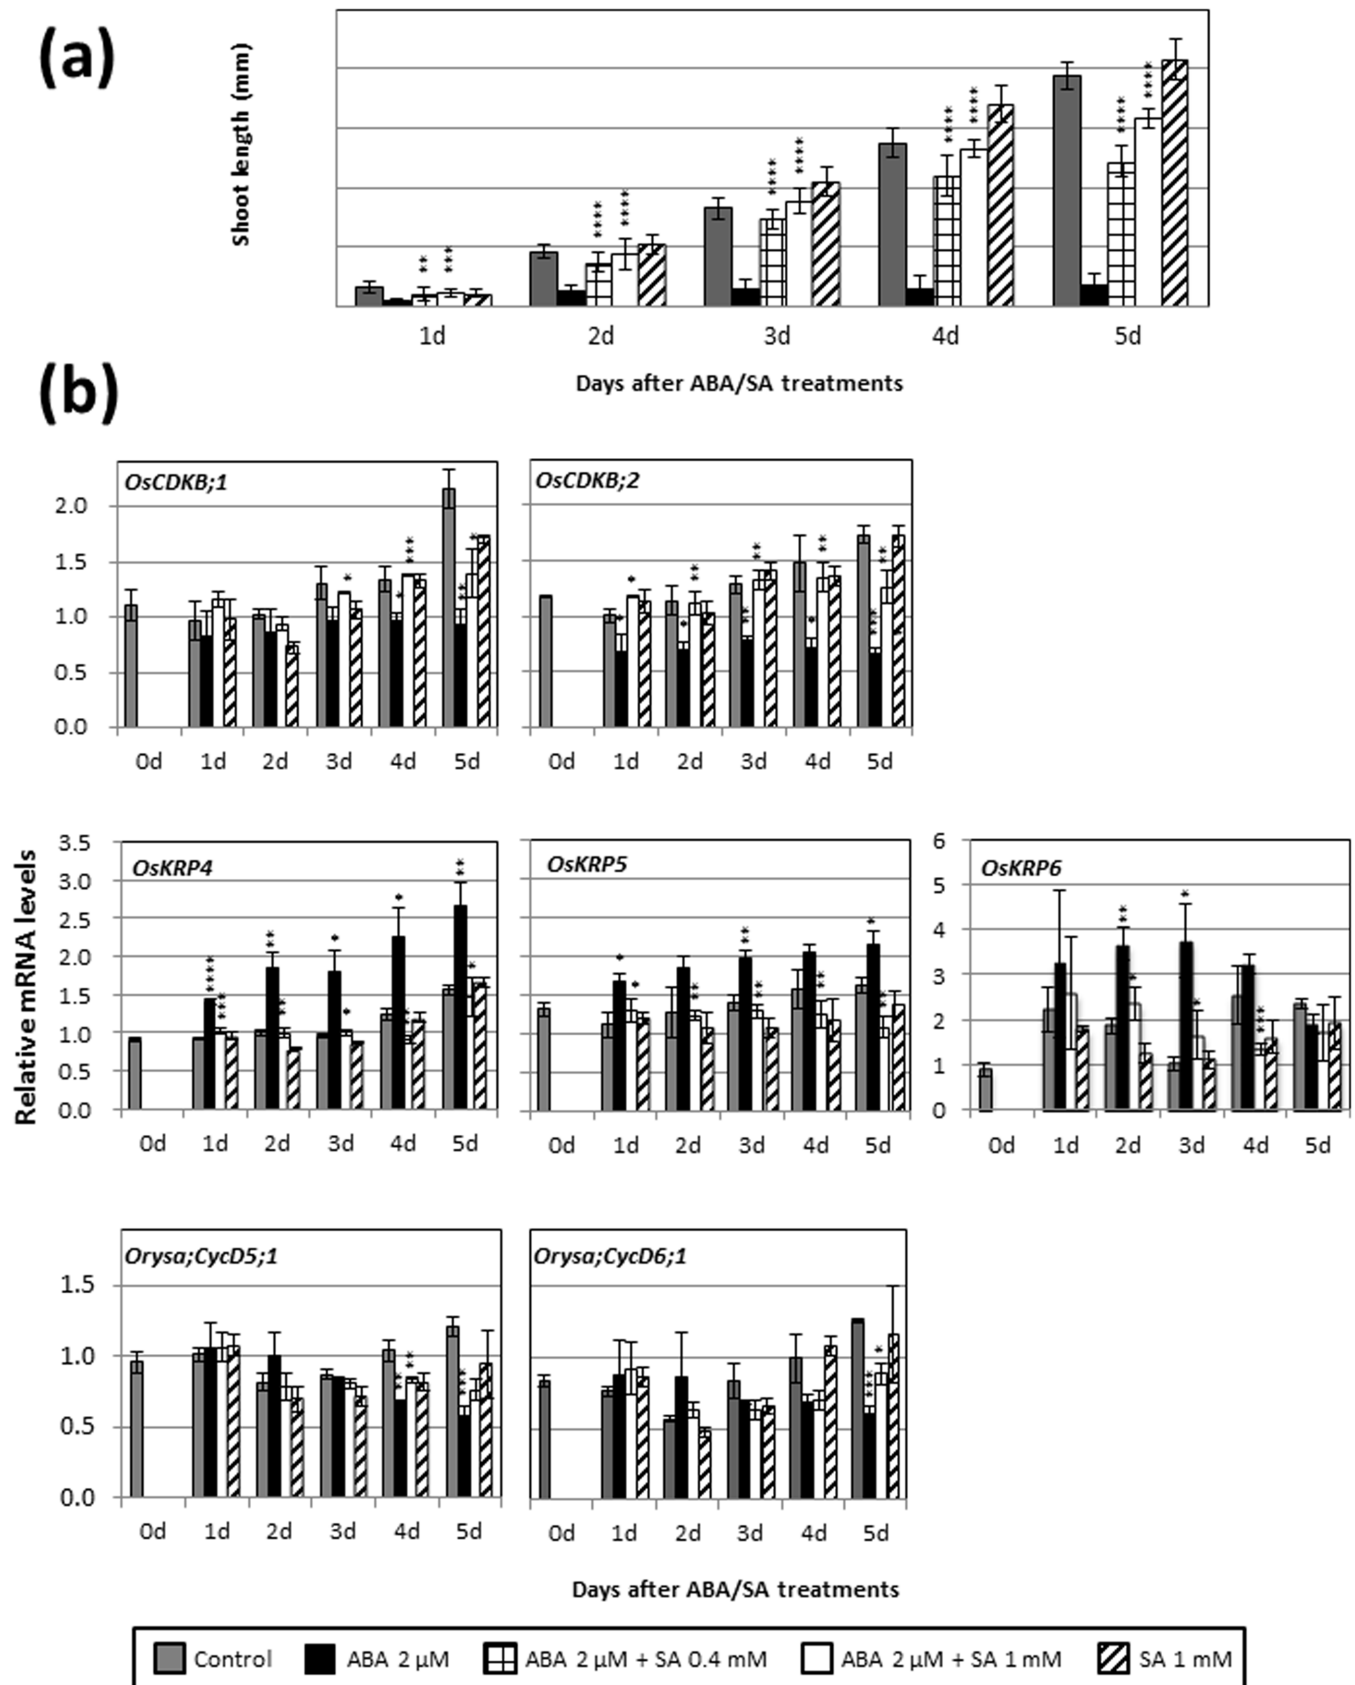 (a)
Shoot length (mm)
** *** **** **** **** **** **** **** **** ****
1d 2d 3d 4d 5d
Days after ABA/SA treatments
(b)
Relative mRNA levels
OsCDKB;1
2.0
1.5
1.0
0.5
0.0
* * *** ** *
0d 1d 2d 3d 4d 5d
OsCDKB;2
* * * ** ** ** * ** *** **
0d 1d 2d 3d 4d 5d
OsKRP4
3.5
3.0
2.5
2.0
1.5
1.0
0.5
0.0
0d 1d 2d 3d 4d 5d
OsKRP5
* * ** ** ** ** * **
0d 1d 2d 3d 4d 5d
OsKRP6
6
5
4
3
2
1
0
** * * * ***
0d 1d 2d 3d 4d 5d
Orysa;CycD5;1
1.5
1.0
0.5
0.0
** ** ***
0d 1d 2d 3d 4d 5d
Orysa;CycD6;1
*** *
0d 1d 2d 3d 4d 5d
Days after ABA/SA treatments
Control ABA 2 µM ABA 2 µM + SA 0.4 mM ABA 2 µM + SA 1 mM SA 1 mM